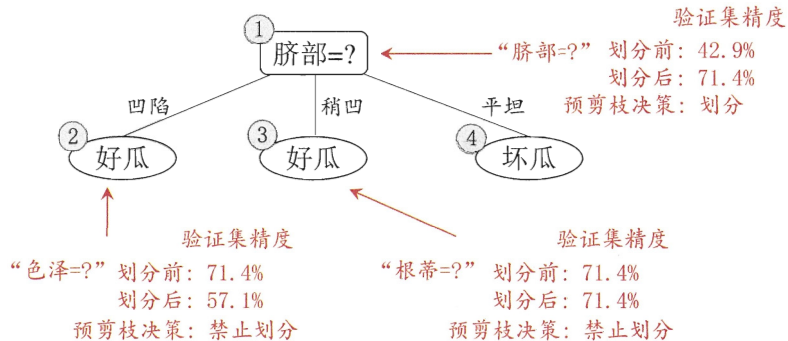 验证集精度
①
脐部=?
“脐部=?” 划分前: 42.9%
划分后: 71.4%
预剪枝决策: 划分
凹陷
稍凹
平坦
②
好瓜
③
好瓜
④
坏瓜
验证集精度
“色泽=?” 划分前: 71.4%
划分后: 57.1%
预剪枝决策: 禁止划分
验证集精度
“根蒂=?” 划分前: 71.4%
划分后: 71.4%
预剪枝决策: 禁止划分